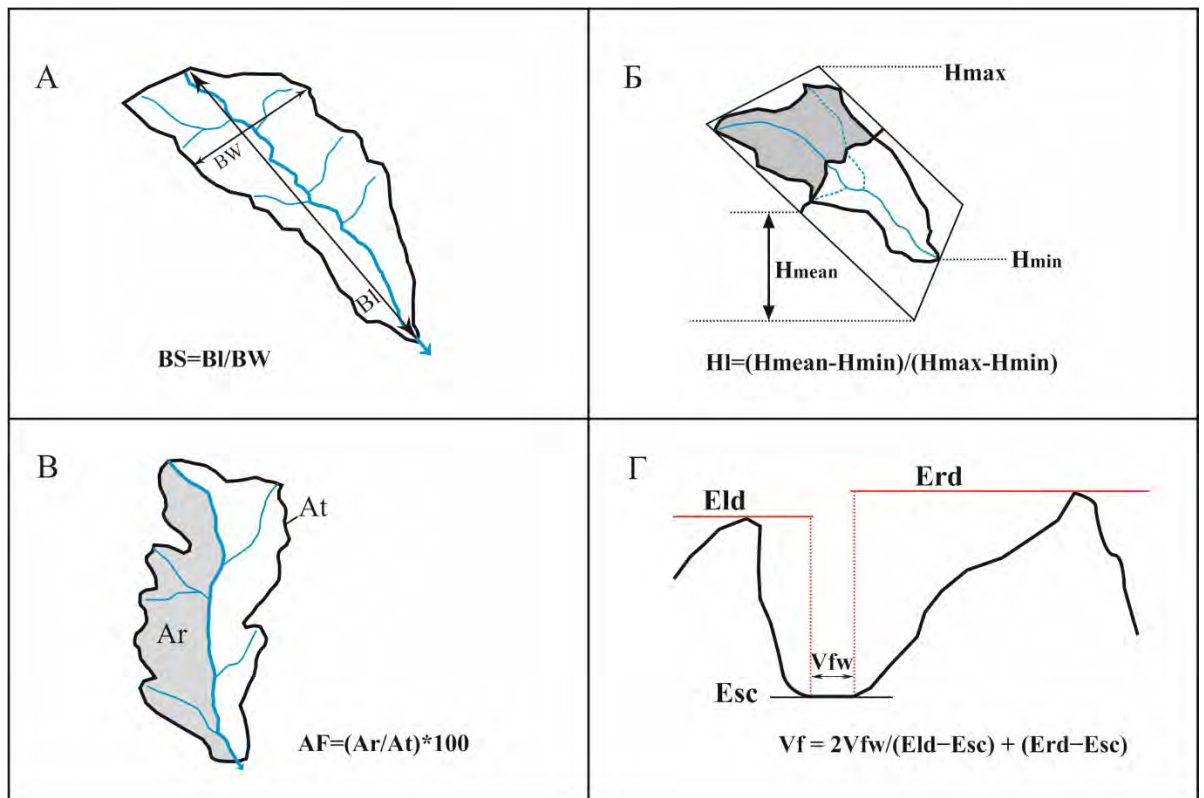 А
BW
Bl
BS=Bl/BW
Б
Hmax
Hmean
Hmin
Hl=(Hmean-Hmin)/(Hmax-Hmin)
В
At
Ar
AF=(Ar/At)*100
Г
Erd
Eld
Vfw
Esc
Vf = 2Vfw/(Eld−Esc) + (Erd−Esc)